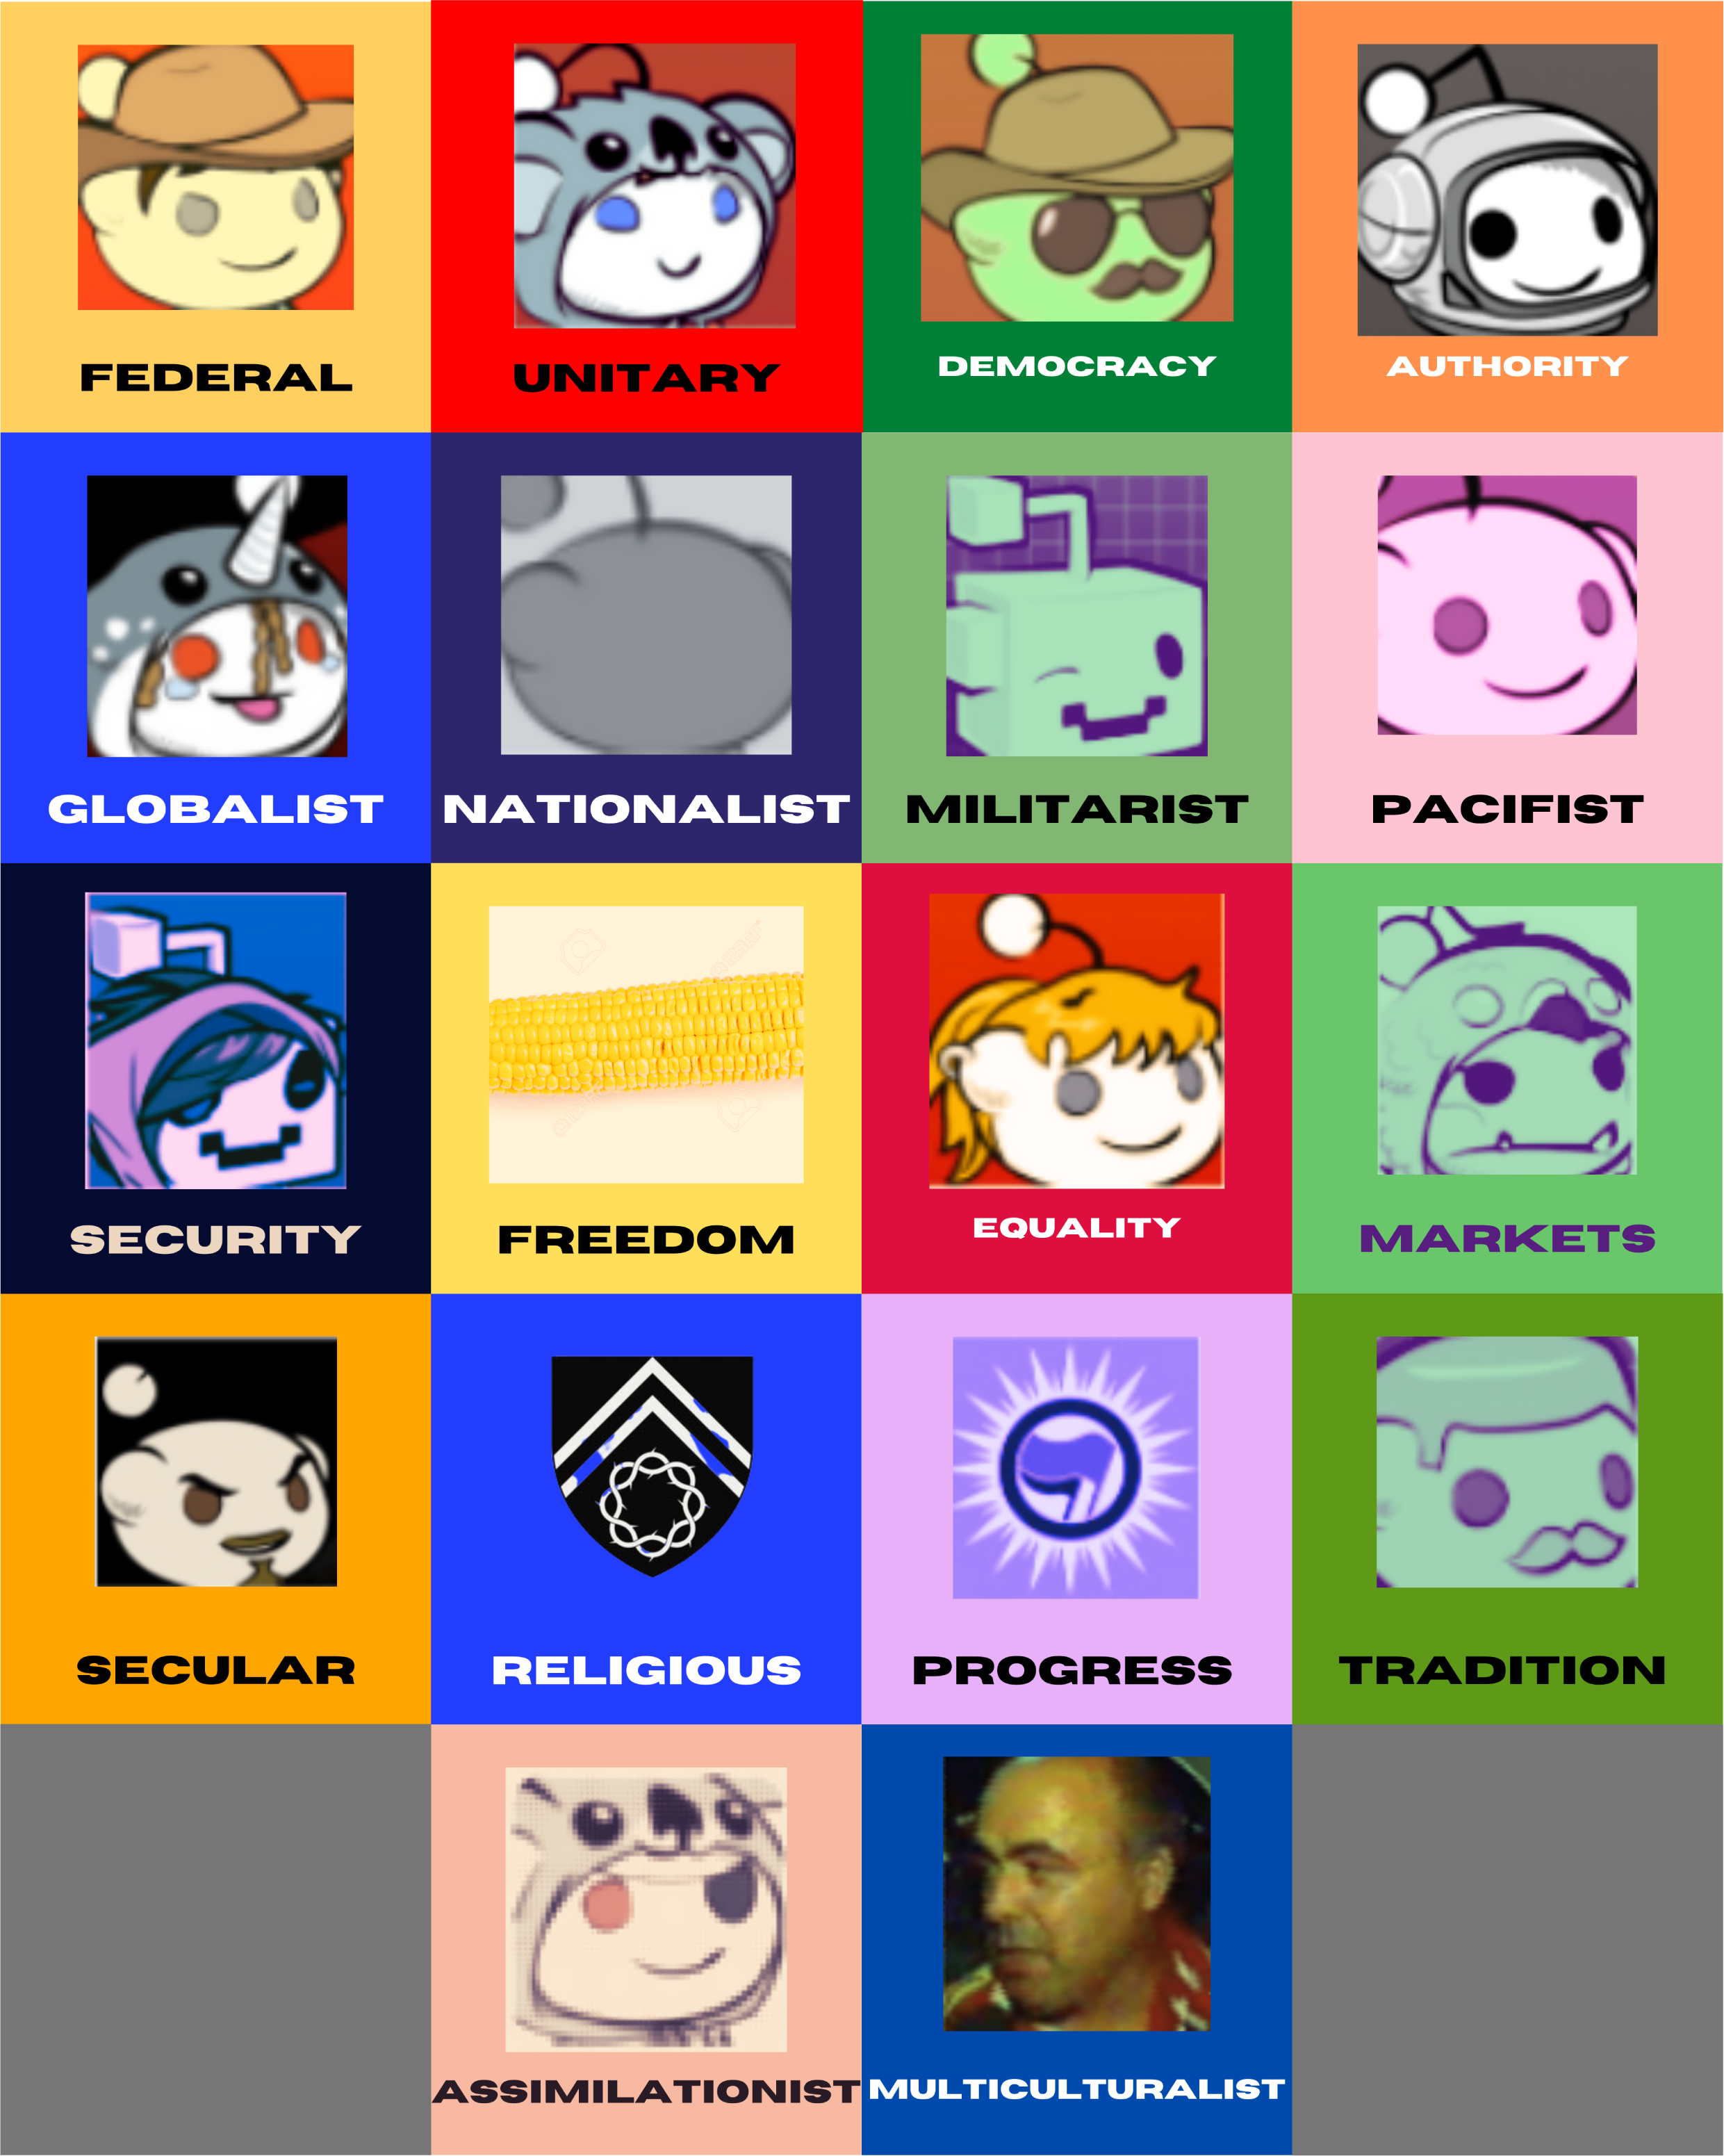 FEDERAL
UNITARY
DEMOCRACY
AUTHORITY
GLOBALIST
NATIONALIST
MILITARIST
PACIFIST
SECURITY
FREEDOM
EQUALITY
MARKETS
SECULAR
RELIGIOUS
PROGRESS
TRADITION
ASSIMILATIONIST
MULTICULTURALIST